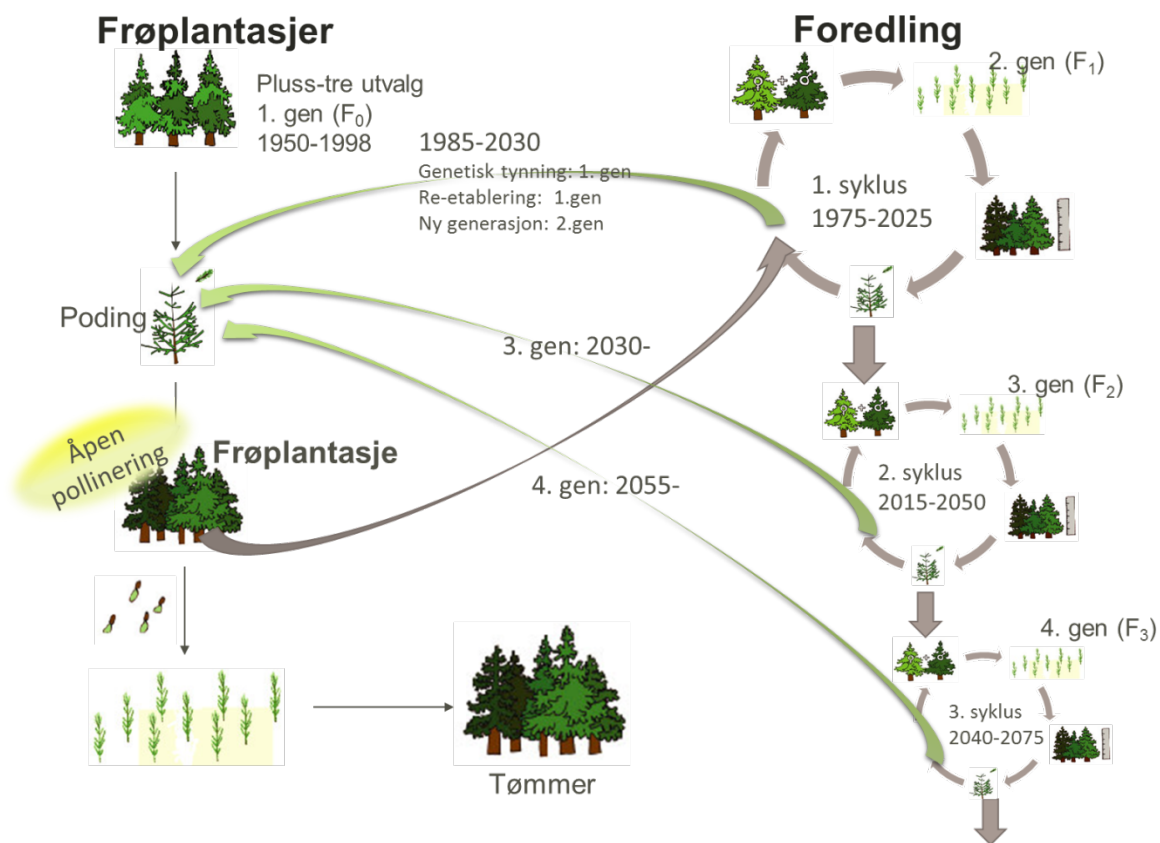 Frøplantasjer
Pluss-tre utvalg
1. gen (F₀)
1950-1998
1985-2030
Genetisk tynning: 1. gen
Re-etablering: 1.gen
Ny generasjon: 2.gen
Poding
Åpen
pollinering
Frøplantasje
3. gen: 2030-
4. gen: 2055-
Tømmer
Foredling
2. gen (F₁)
1. syklus
1975-2025
3. gen (F₂)
2. syklus
2015-2050
4. gen (F₃)
3. syklus
2040-2075